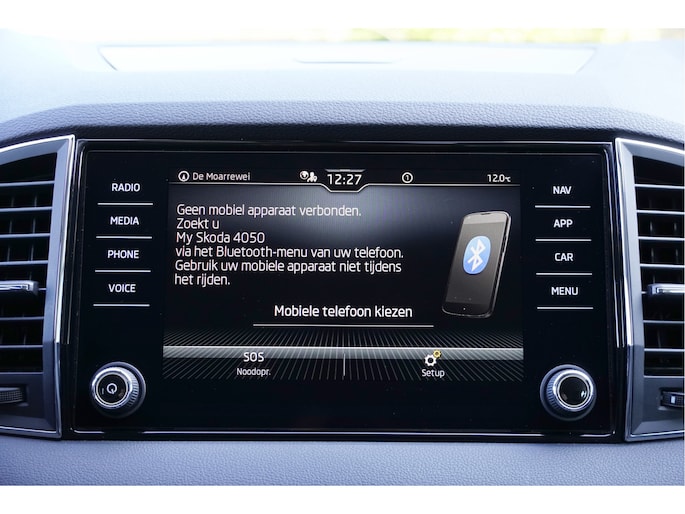 De Moarrewei 12:27 1 12.0°C
RADIO
MEDIA
PHONE
VOICE
Geen mobiel apparaat verbonden.
Zoekt u
My Skoda 4050
via het Bluetooth-menu van uw telefoon.
Gebruik uw mobiele apparaat niet tijdens
het rijden.
Mobiele telefoon kiezen
SOS
Noodopr.
Setup
NAV
APP
CAR
MENU